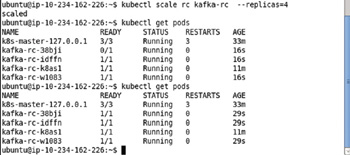 ubuntu@ip-10-234-162-226:~$ kubectl scale rc kafka-rc --replicas=4
scaled
ubuntu@ip-10-234-162-226:~$ kubectl get pods
NAME READY STATUS RESTARTS AGE
k8s-master-127.0.0.1 3/3 Running 3 33m
kafka-rc-38bji 0/1 Running 0 16s
kafka-rc-idffn 1/1 Running 0 16s
kafka-rc-k8as1 1/1 Running 0 11m
kafka-rc-w1083 1/1 Running 0 16s
ubuntu@ip-10-234-162-226:~$ kubectl get pods
NAME READY STATUS RESTARTS AGE
k8s-master-127.0.0.1 3/3 Running 3 33m
kafka-rc-38bji 1/1 Running 0 29s
kafka-rc-idffn 1/1 Running 0 29s
kafka-rc-k8as1 1/1 Running 0 11m
kafka-rc-w1083 1/1 Running 0 29s
ubuntu@ip-10-234-162-226:~$